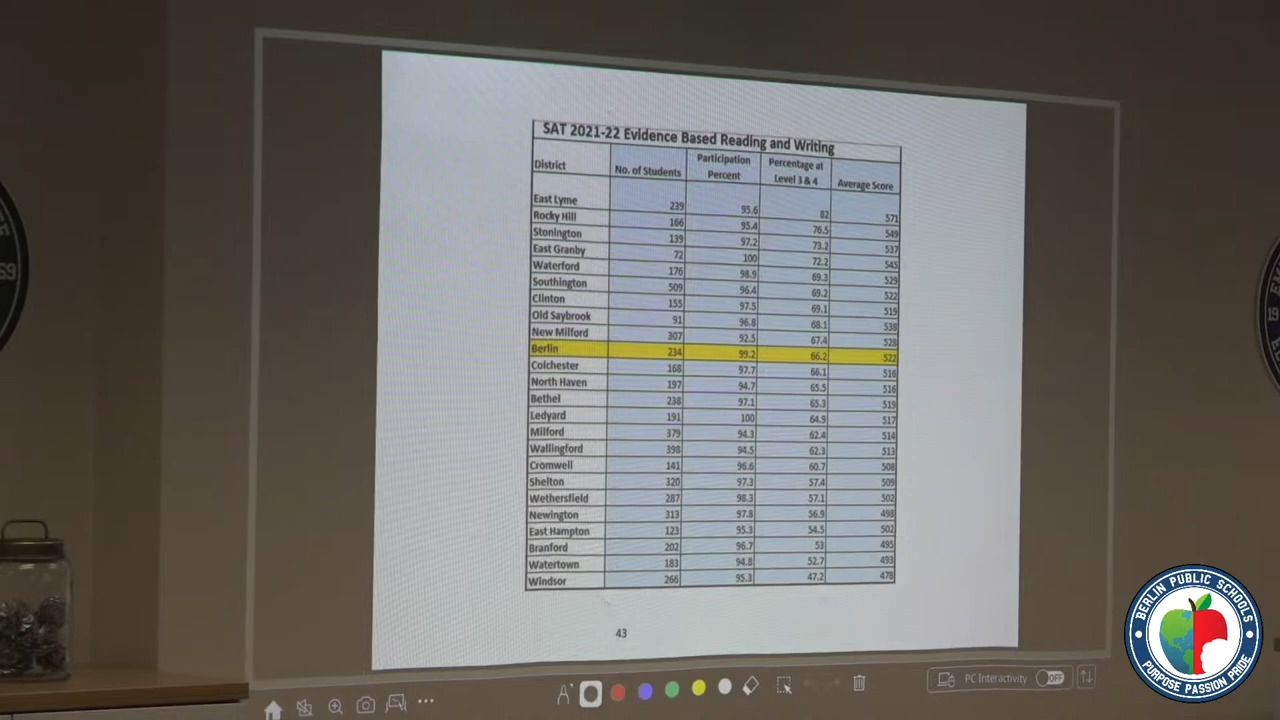 SAT 2021-22 Evidence Based Reading and Writing
District No. of Students Participation Percent Percentage at Level 3 & 4 Average Score
East Lyme 239 95.6 82 571
Rocky Hill 166 95.4 76.5 549
Stonington 139 97.2 73.2 537
East Granby 72 100 72.2 545
Waterford 176 98.9 69.3 529
Southington 509 96.4 69.2 522
Clinton 155 97.5 69.1 519
Old Saybrook 91 96.8 68.1 538
New Milford 307 92.5 67.4 528
Berlin 234 99.2 66.2 522
Colchester 168 97.7 66.1 516
North Haven 197 94.7 65.5 516
Bethel 238 97.1 65.3 519
Ledyard 191 100 64.9 517
Milford 379 94.3 62.4 514
Wallingford 398 94.5 62.3 513
Cromwell 141 96.6 60.7 508
Shelton 320 97.3 57.4 509
Wethersfield 287 98.3 57.1 502
Newington 313 97.8 56.9 498
East Hampton 123 95.3 54.5 502
Branford 202 96.7 53 495
Watertown 183 94.8 52.7 493
Windsor 266 95.3 47.2 478
43
PC Interactivity OFF
BERLIN PUBLIC SCHOOLS
PURPOSE PASSION PRIDE